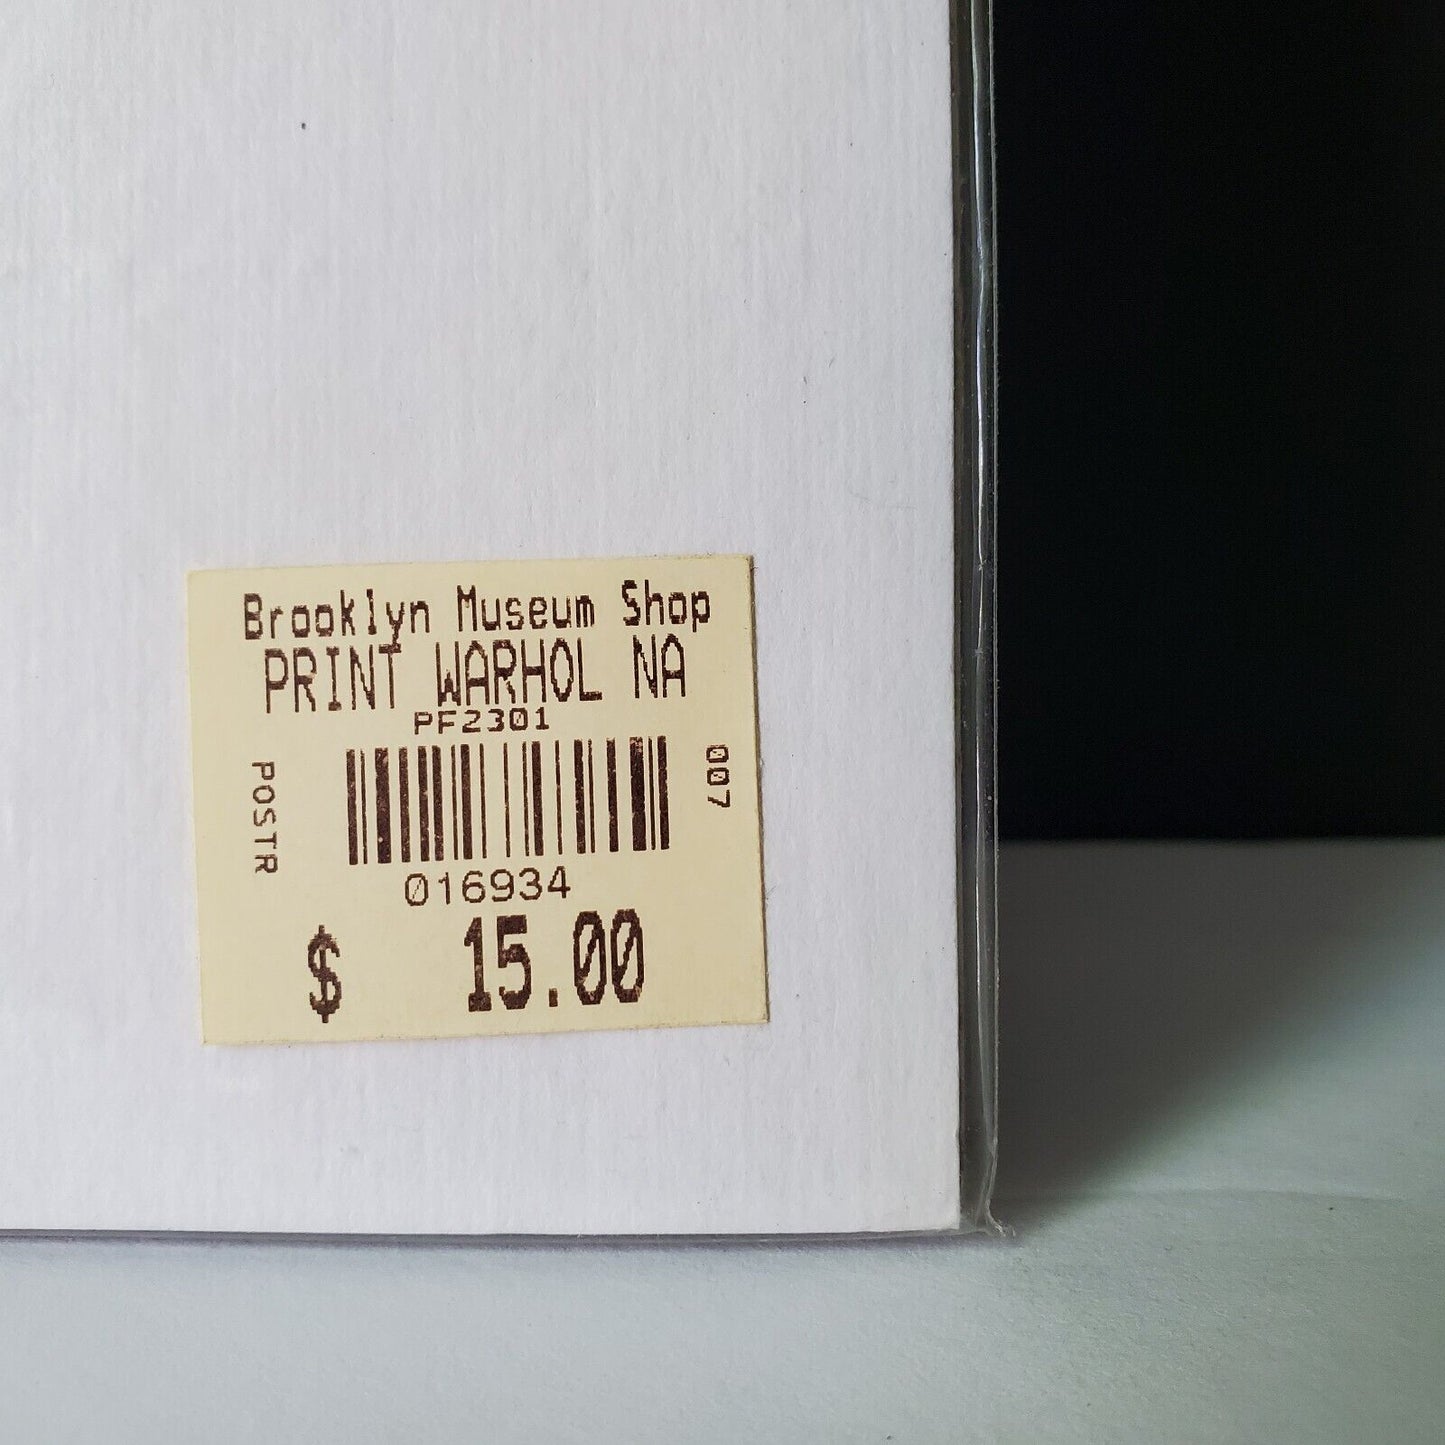 Brooklyn Museum Shop
PRINT WARHOL NA
PF2301
POSTR
007
016934
$ 15.00